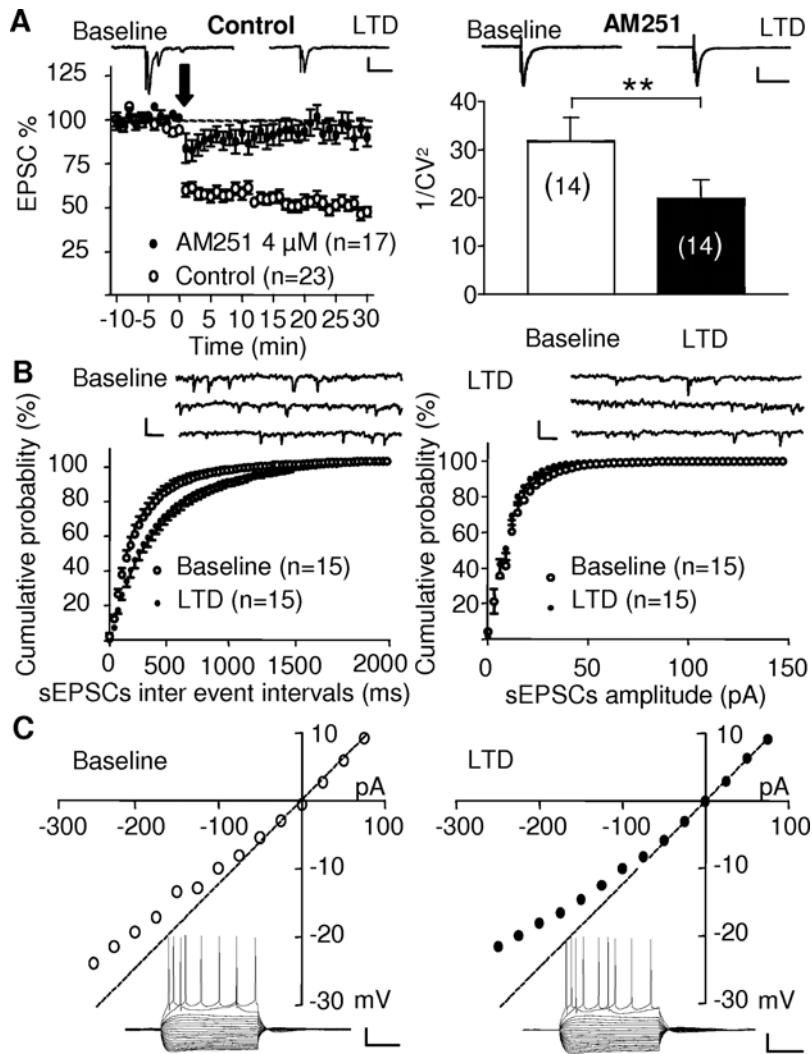 A
Control
AM251
Baseline
LTD
Baseline
LTD
EPSC %
125
100
75
50
25
AM251 4 µM (n=17)
Control (n=23)
-10 -5 0 5 10 15 20 25 30
Time (min)
1/CV²
40
30
20
10
0
**
(14)
(14)
Baseline
LTD
B
Baseline
Cumulative probablity (%)
100
80
60
40
20
Baseline (n=15)
LTD (n=15)
0 500 1000 1500 2000
sEPSCs inter event intervals (ms)
LTD
Cumulative probablity (%)
100
80
60
40
20
Baseline (n=15)
LTD (n=15)
0 50 100 150
sEPSCs amplitude (pA)
C
Baseline
10
pA
-300 -200 -100 0 100
-10
-20
-30 mV
LTD
10
pA
-300 -200 -100 0 100
-10
-20
-30 mV